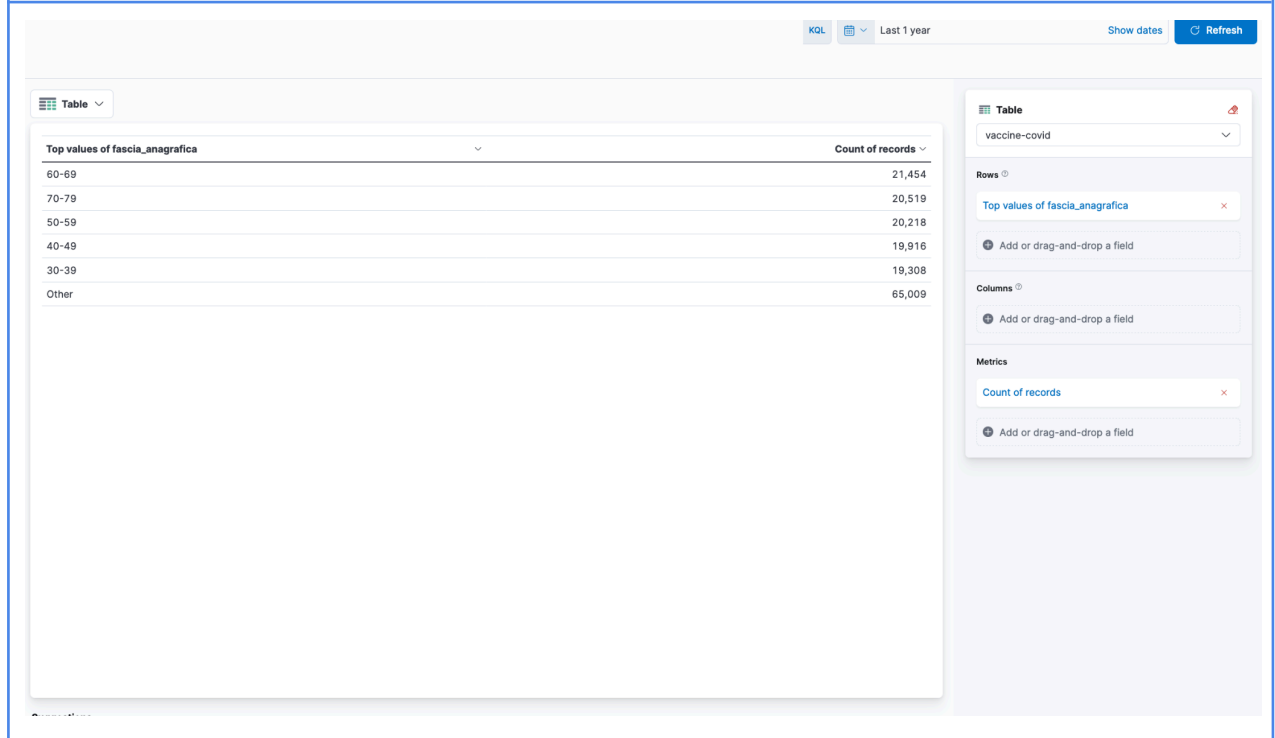 KQL Last 1 year Show dates Refresh
Table
Top values of fascia_anagrafica Count of records
60-69 21,454
70-79 20,519
50-59 20,218
40-49 19,916
30-39 19,308
Other 65,009
Table
vaccine-covid
Rows
Top values of fascia_anagrafica
Add or drag-and-drop a field
Columns
Add or drag-and-drop a field
Metrics
Count of records
Add or drag-and-drop a field